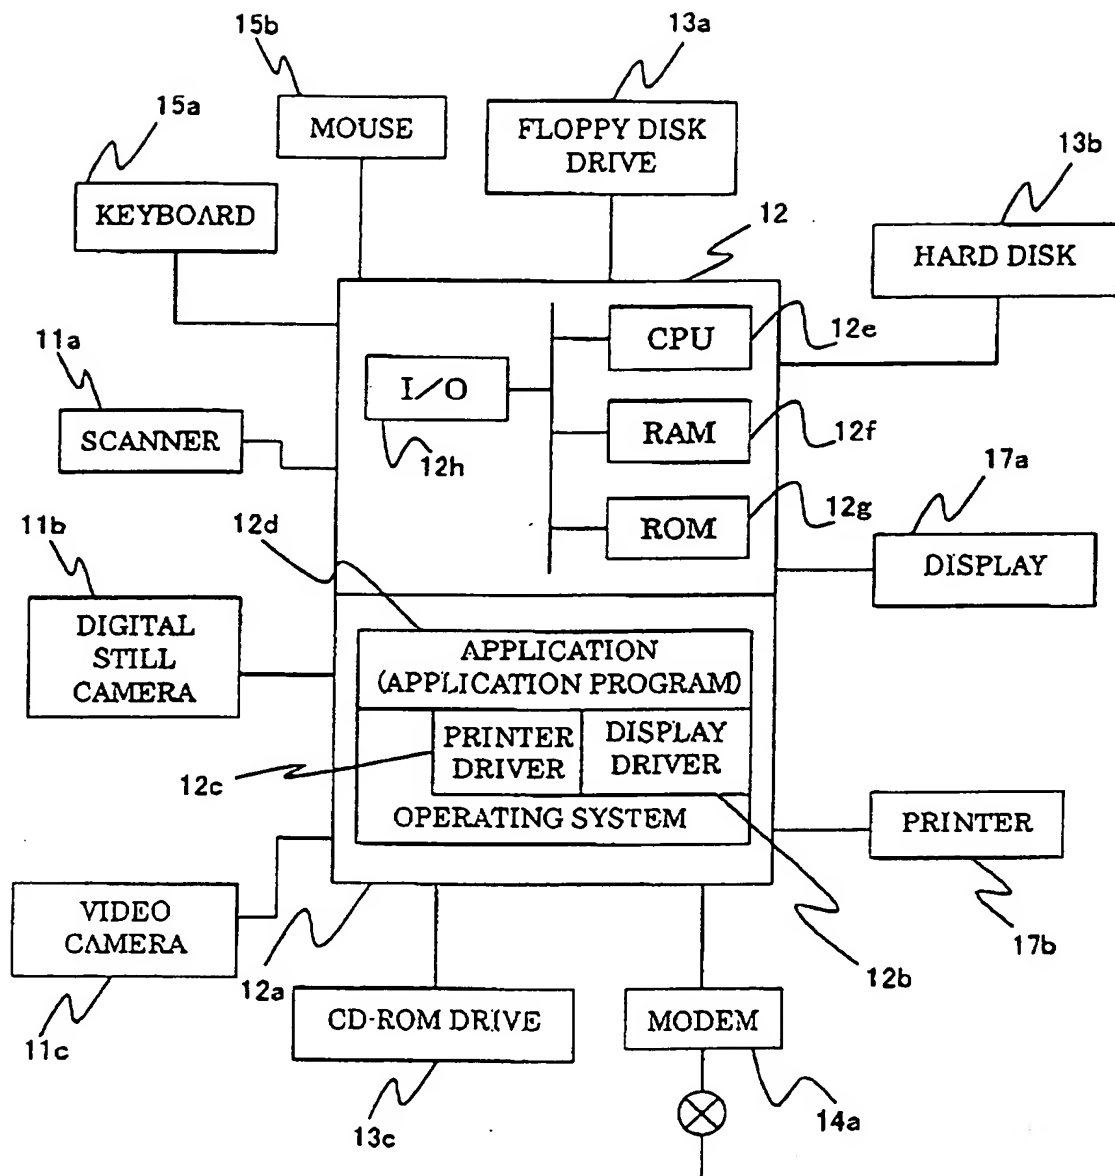 15b
13a
15a
MOUSE
FLOPPY DISK
DRIVE
13b
KEYBOARD
12
HARD DISK
11a
CPU
12e
I/O
SCANNER
RAM
12f
12h
17a
11b
12d
ROM
12g
DISPLAY
DIGITAL
STILL
CAMERA
APPLICATION
(APPLICATION PROGRAM)
PRINTER
DRIVER
DISPLAY
DRIVER
12c
OPERATING SYSTEM
PRINTER
VIDEO
CAMERA
12a
12b
17b
CD-ROM DRIVE
MODEM
11c
13c
14a